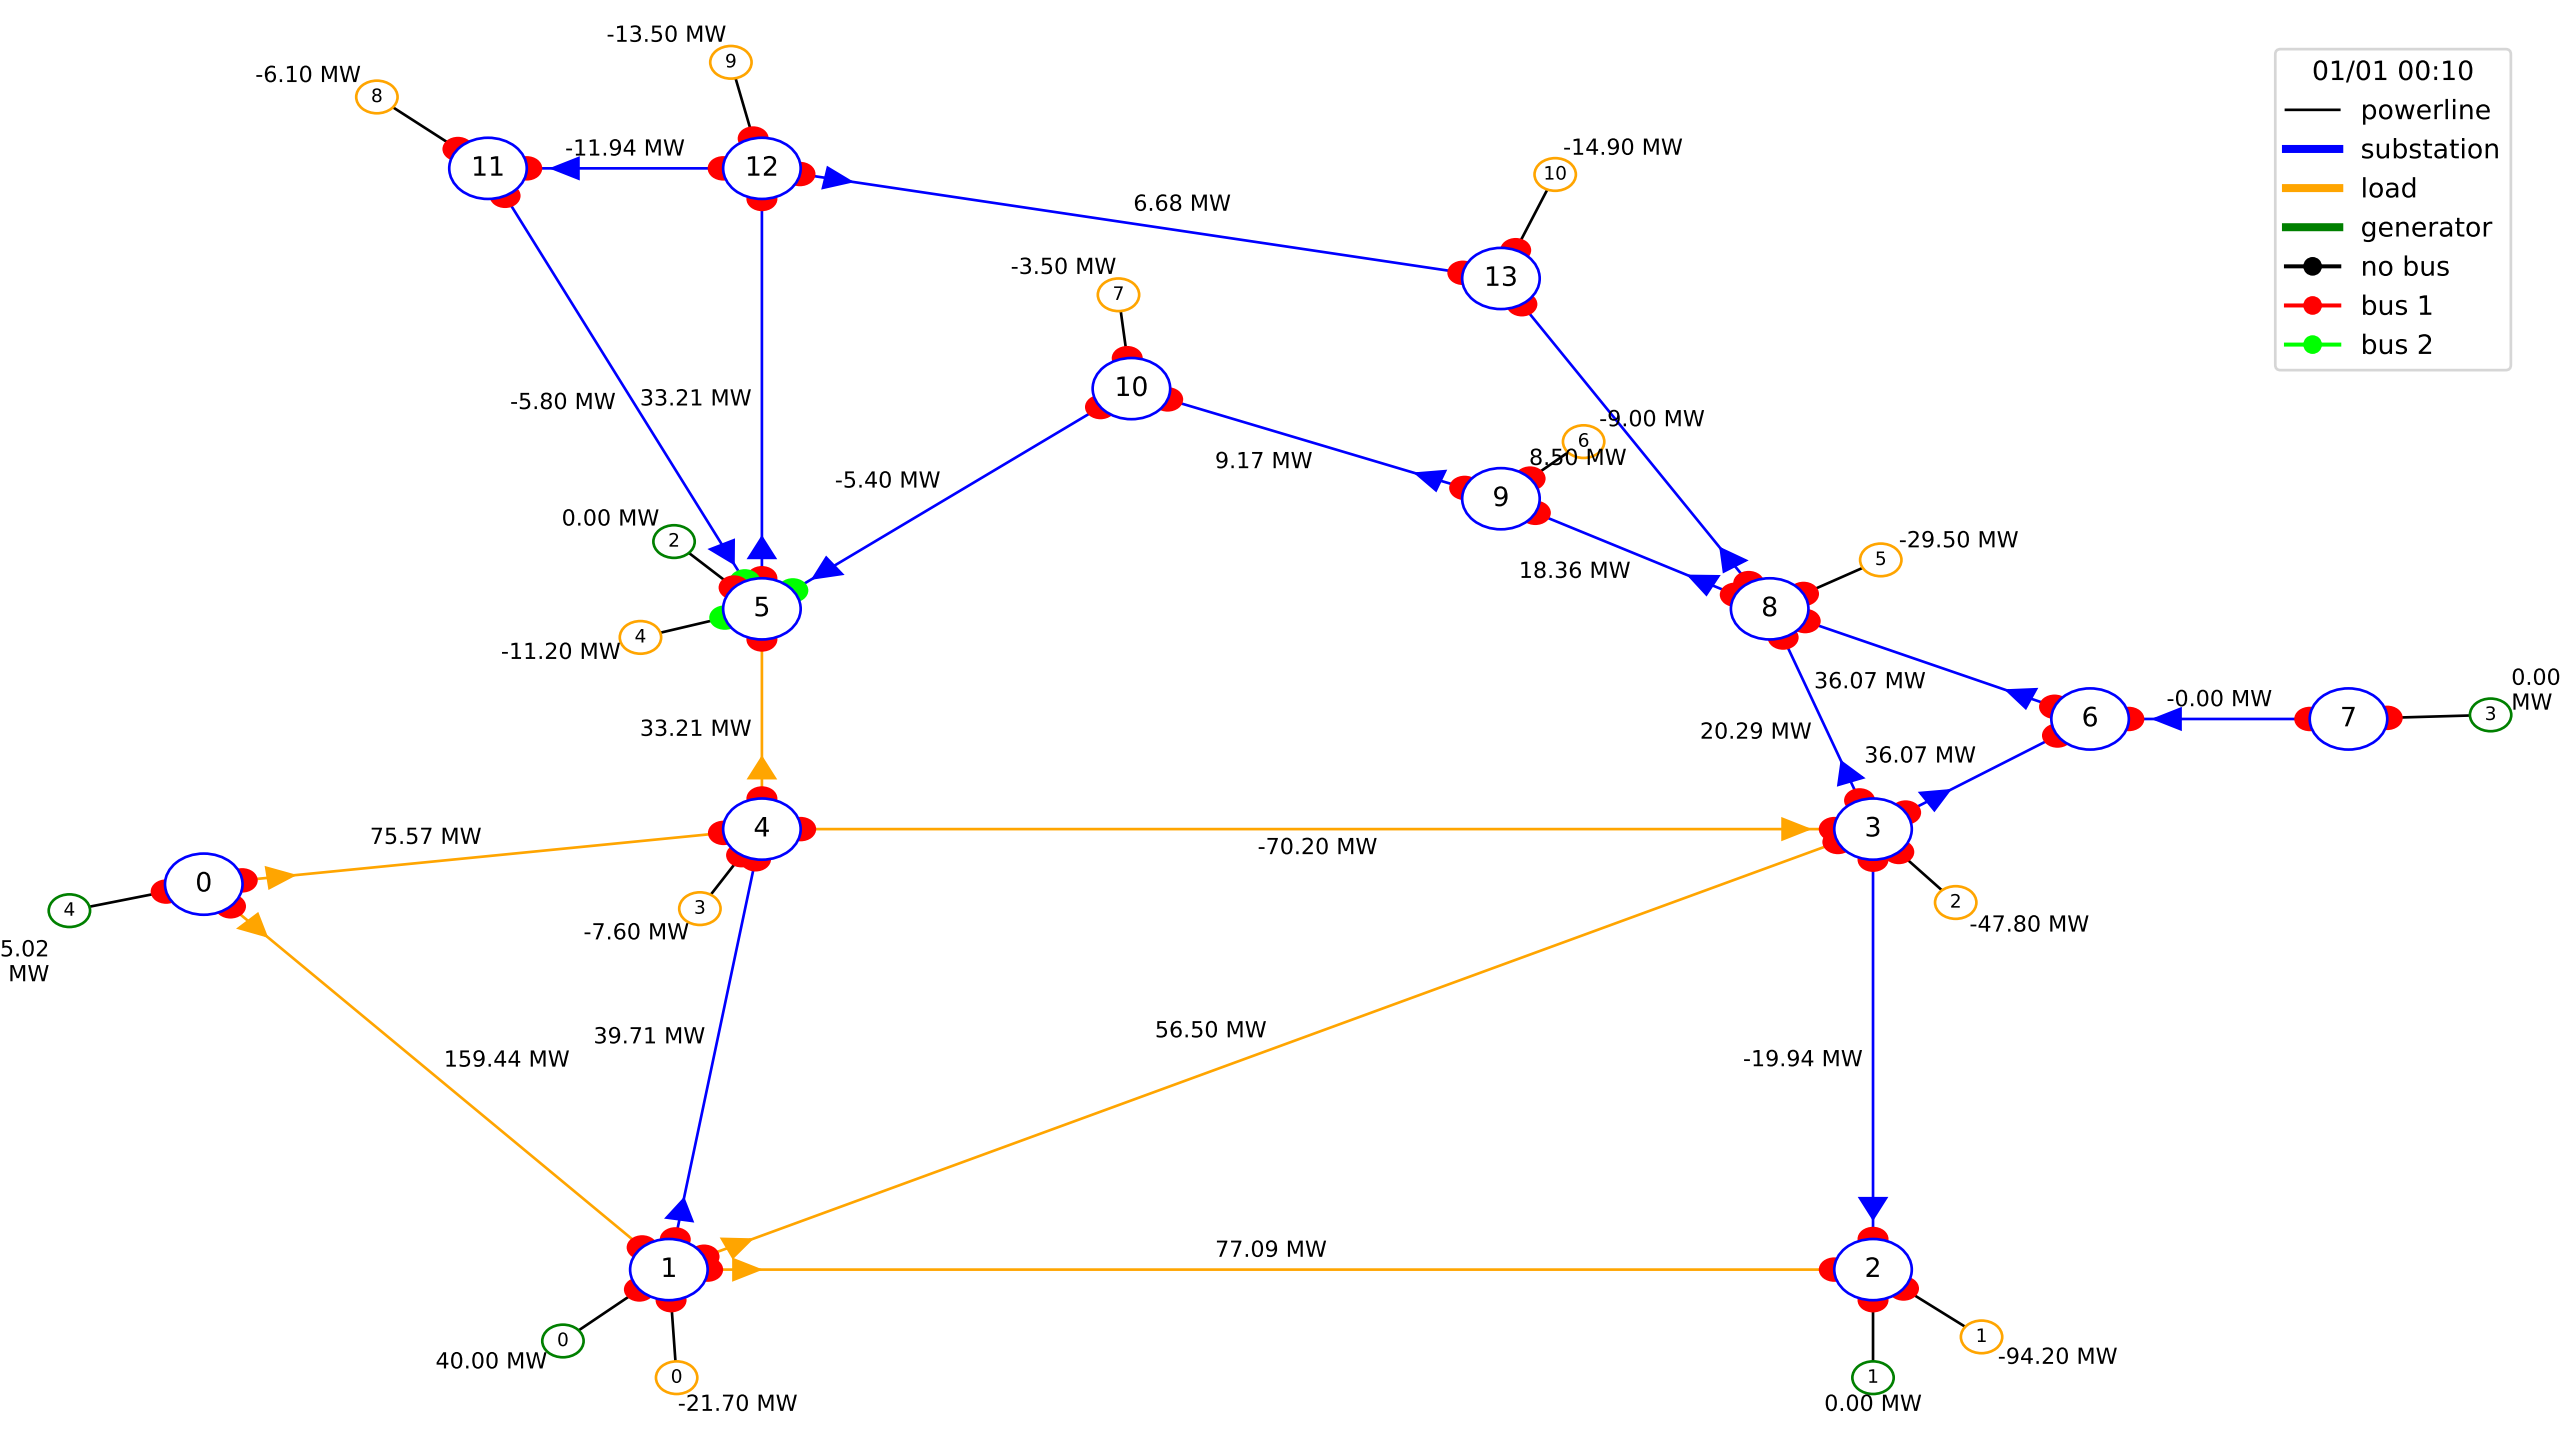 -13.50 MW
9
-6.10 MW
8
01/01 00:10
powerline
substation
load
generator
no bus
bus 1
bus 2
11
-11.94 MW
12
-14.90 MW
10
6.68 MW
13
-3.50 MW
7
10
-5.80 MW
33.21 MW
-9.00 MW
6
8.50 MW
9.17 MW
9
-5.40 MW
0.00 MW
2
5
18.36 MW
8
5
-29.50 MW
4
-11.20 MW
36.07 MW
0.00
MW
-0.00 MW
6
7
3
33.21 MW
20.29 MW
36.07 MW
75.57 MW
4
-70.20 MW
3
0
4
5.02
MW
3
-7.60 MW
2
-47.80 MW
39.71 MW
159.44 MW
56.50 MW
-19.94 MW
77.09 MW
1
2
0
40.00 MW
0
-21.70 MW
1
-94.20 MW
1
0.00 MW